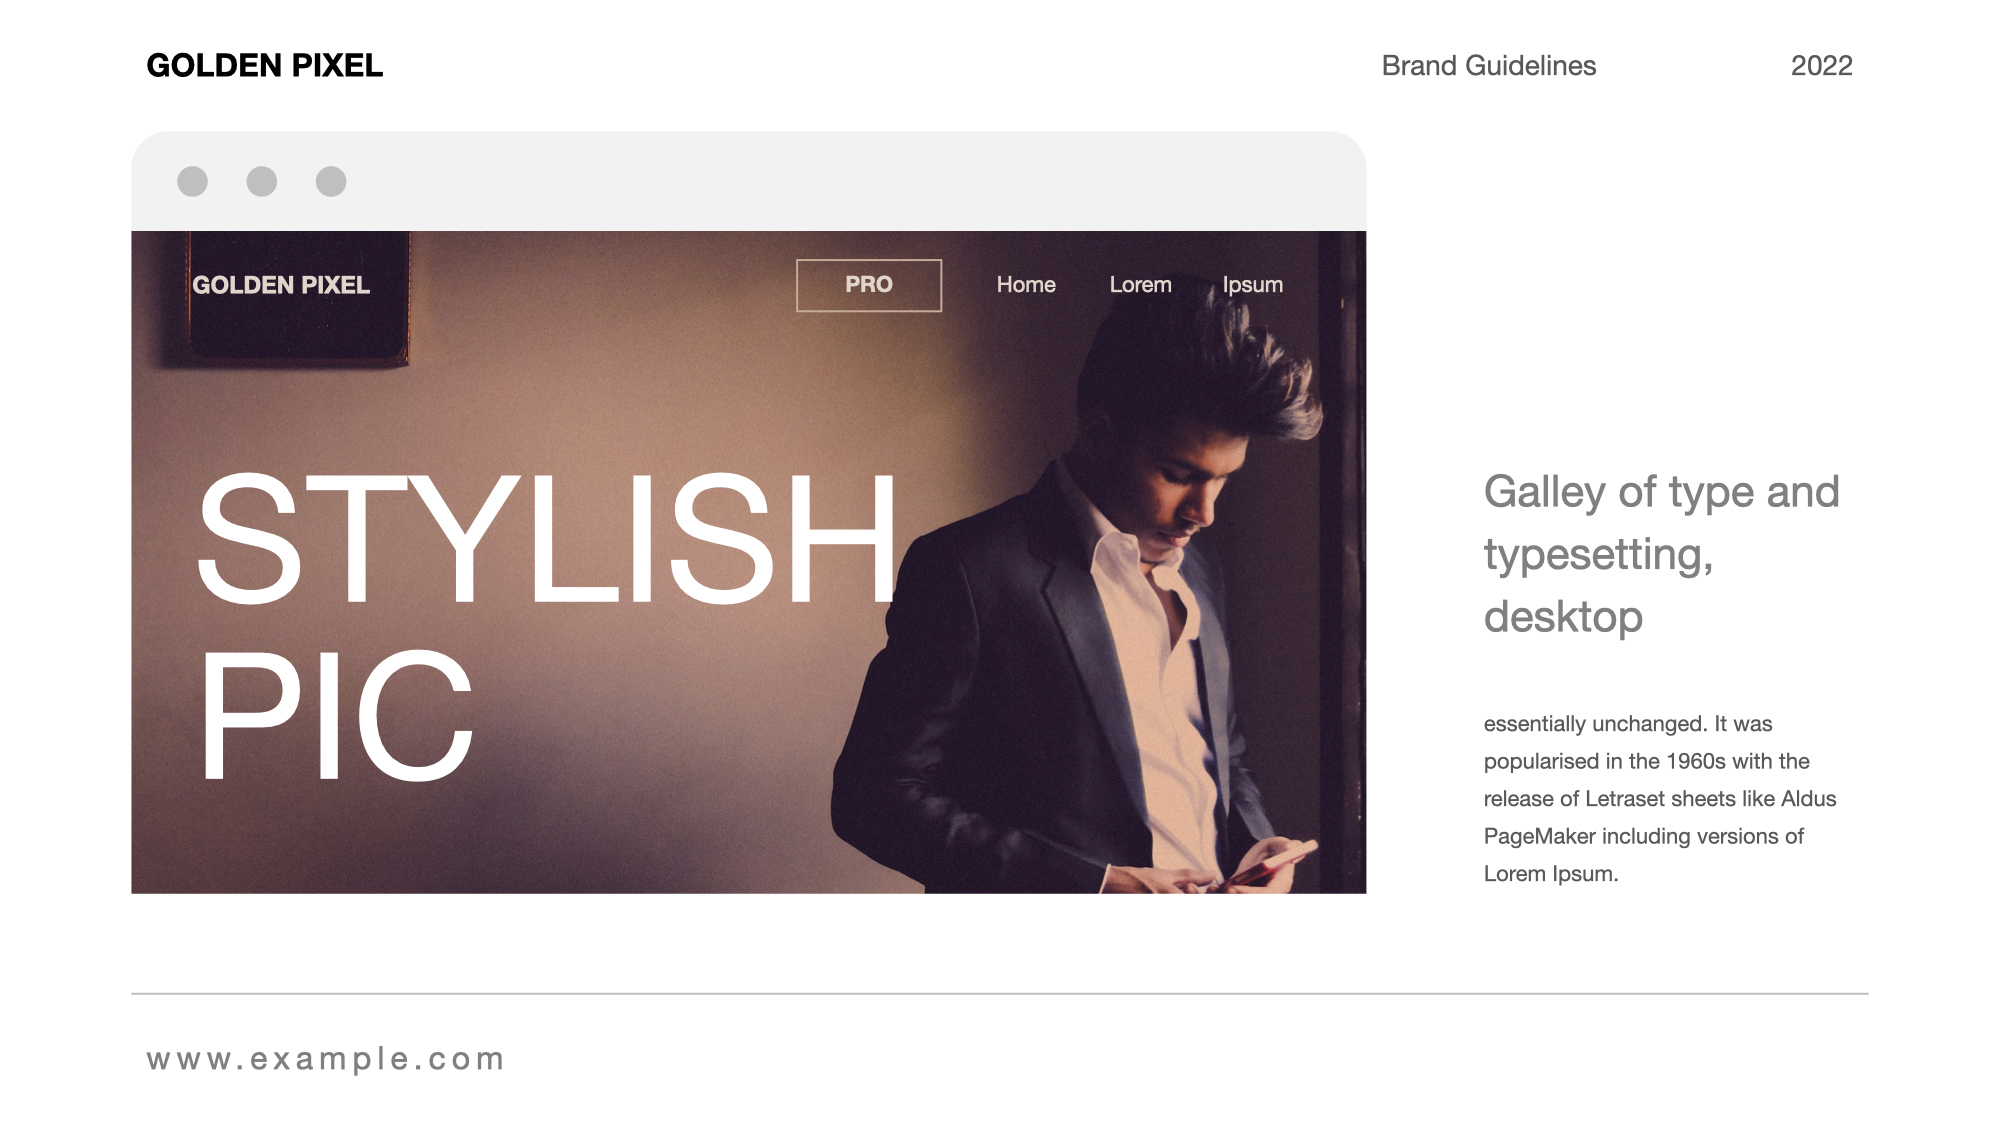 GOLDEN PIXEL
Brand Guidelines
2022
GOLDEN PIXEL
PRO
Home
Lorem
Ipsum
STYLISH
PIC
Galley of type and
typesetting,
desktop
essentially unchanged. It was
popularised in the 1960s with the
release of Letraset sheets like Aldus
PageMaker including versions of
Lorem Ipsum.
www.example.com